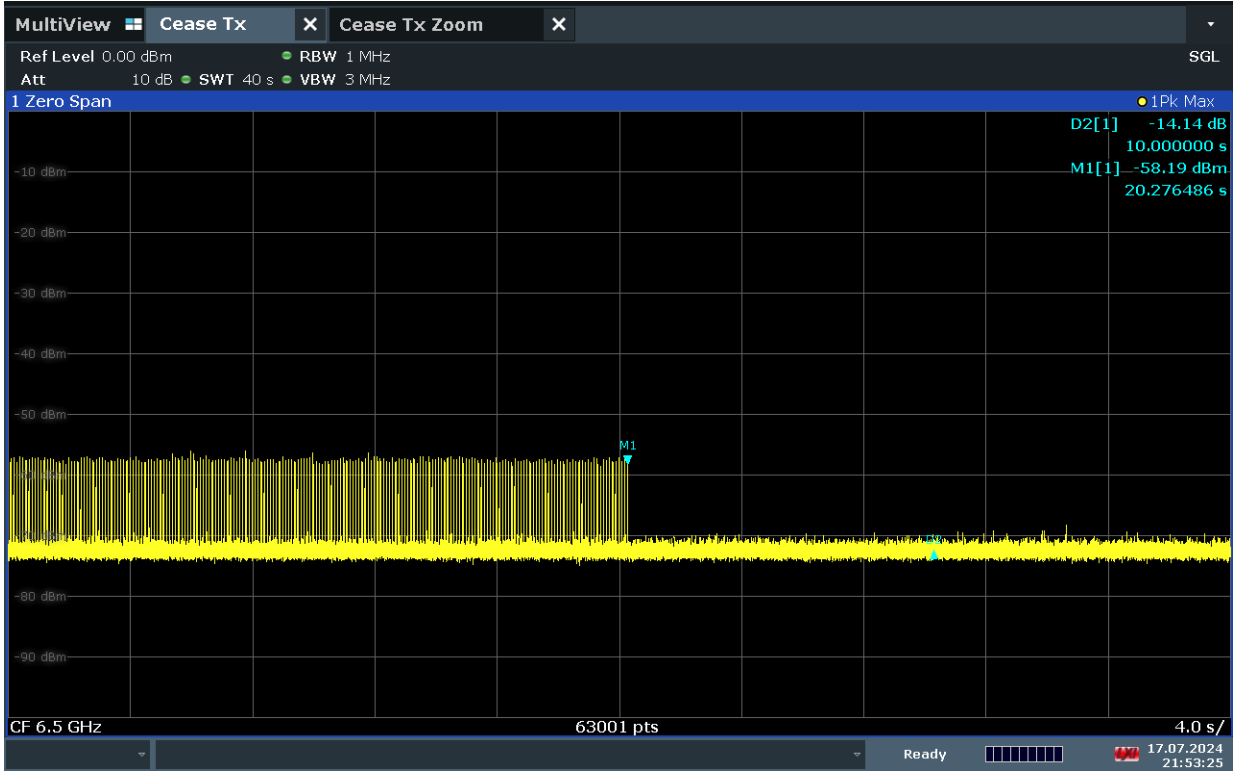 MultiView Cease Tx × Cease Tx Zoom ×
Ref Level 0.00 dBm RBW 1 MHz SGL
Att 10 dB SWT 40 s VBW 3 MHz
1 Zero Span 1Pk Max
D2[1] -14.14 dB
10.000000 s
M1[1] -58.19 dBm
20.276486 s
-10 dBm
-20 dBm
-30 dBm
-40 dBm
-50 dBm
M1
-80 dBm
-90 dBm
CF 6.5 GHz 63001 pts 4.0 s/
Ready 17.07.2024
21:53:25